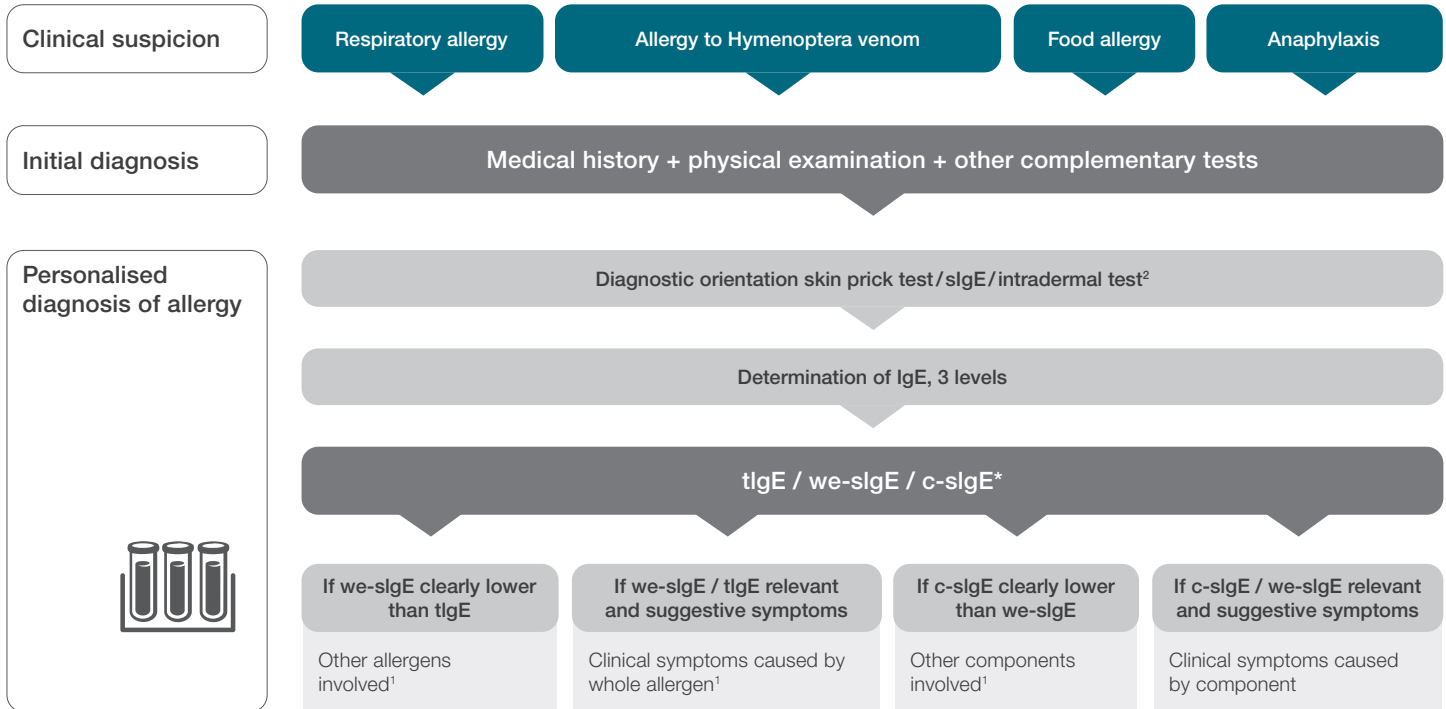 Clinical suspicion
Respiratory allergy
Allergy to Hymenoptera venom
Food allergy
Anaphylaxis
Initial diagnosis
Medical history + physical examination + other complementary tests
Personalised
diagnosis of allergy
Diagnostic orientation skin prick test/sIgE/intradermal test²
Determination of IgE, 3 levels
tIgE / we-sIgE / c-sIgE*
If we-sIgE clearly lower
than tIgE
Other allergens
involved¹
If we-sIgE / tIgE relevant
and suggestive symptoms
Clinical symptoms caused by
whole allergen¹
If c-sIgE clearly lower
than we-sIgE
Other components
involved¹
If c-sIgE / we-sIgE relevant
and suggestive symptoms
Clinical symptoms caused
by component